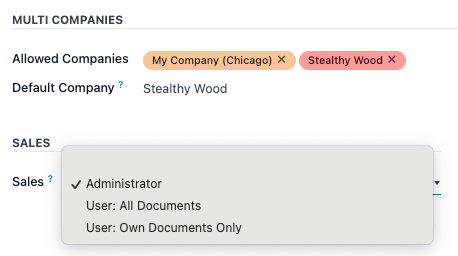 MULTI COMPANIES
Allowed Companies My Company (Chicago) × Stealthy Wood ×
Default Company ? Stealthy Wood
SALES
Sales ? ✓ Administrator
User: All Documents
User: Own Documents Only